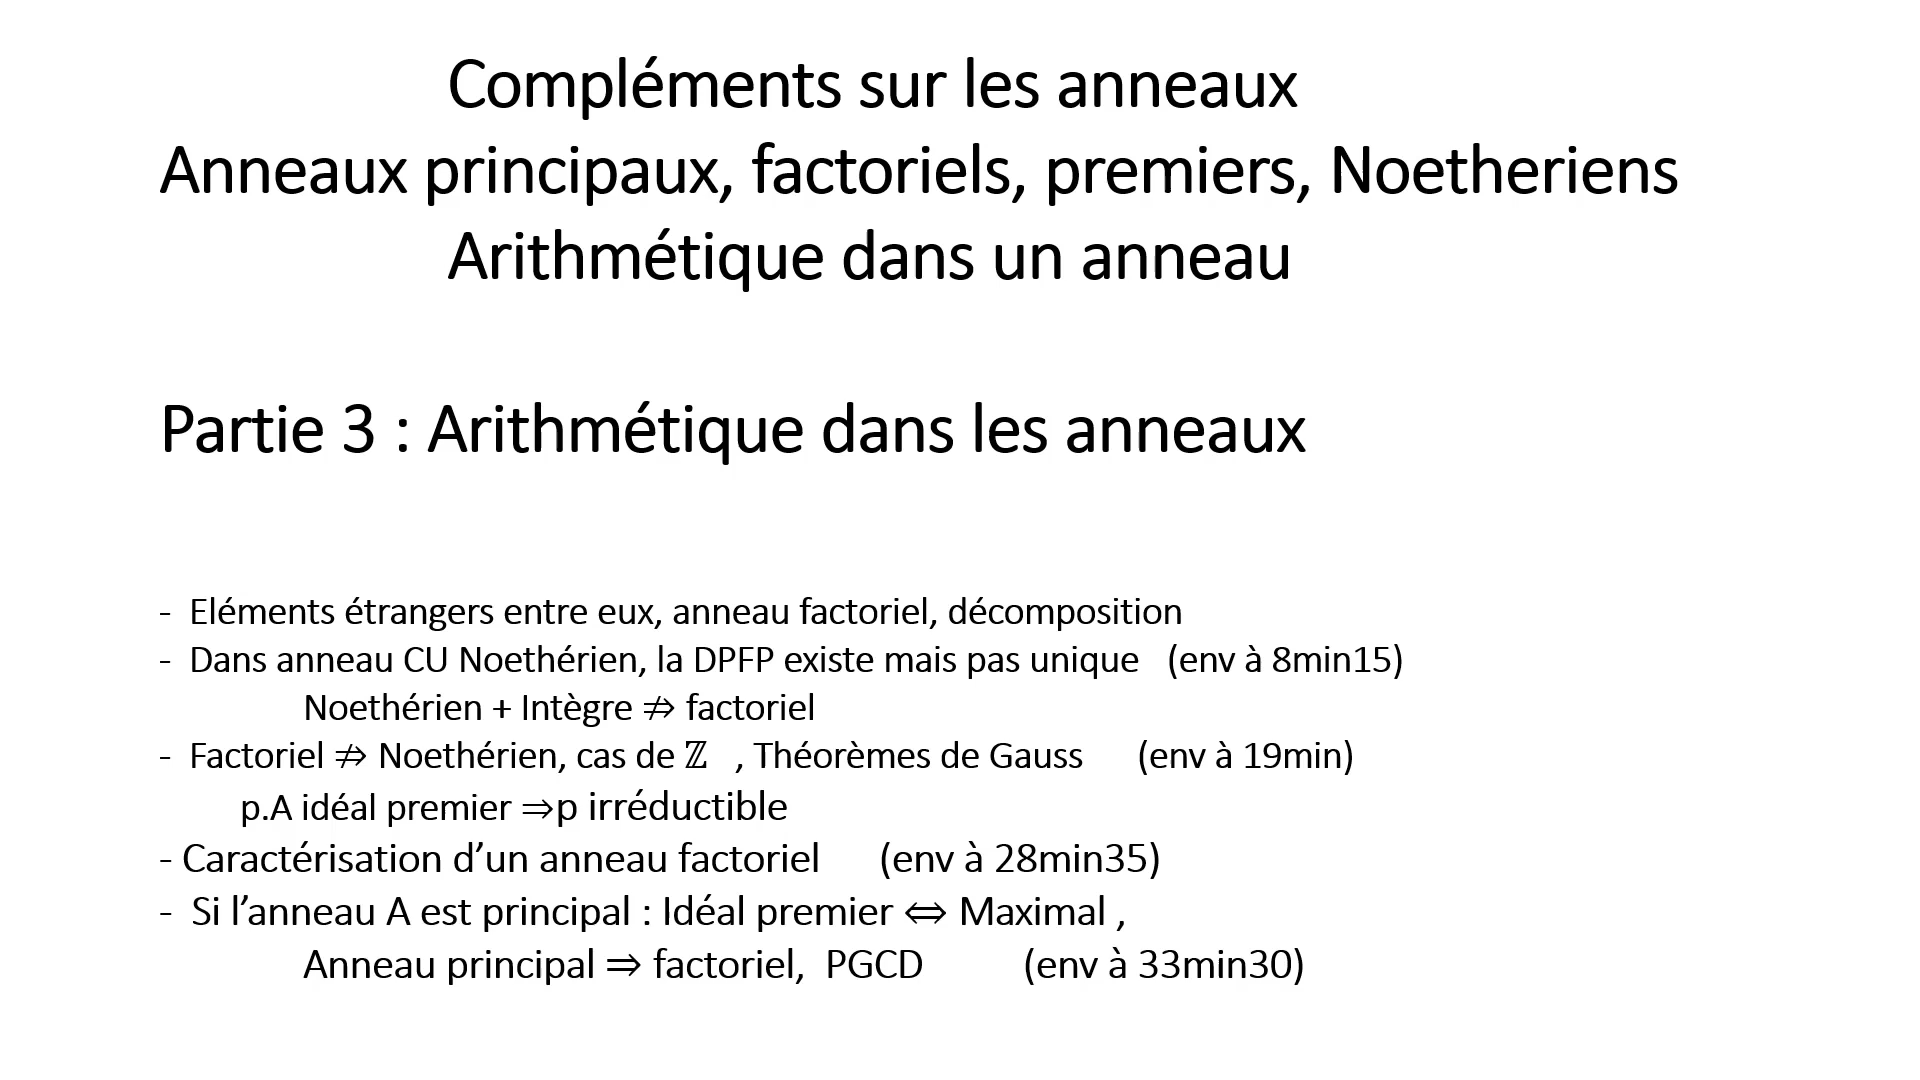 Compléments sur les anneaux
Anneaux principaux, factoriels, premiers, Noetheriens
Arithmétique dans un anneau
Partie 3 : Arithmétique dans les anneaux
- Eléments étrangers entre eux, anneau factoriel, décomposition
- Dans anneau CU Noethérien, la DPFP existe mais pas unique (env à 8min15)
Noethérien + Intègre ⇏ factoriel
- Factoriel ⇏ Noethérien, cas de ℤ , Théorèmes de Gauss (env à 19min)
p.A idéal premier ⇒p irréductible
- Caractérisation d’un anneau factoriel (env à 28min35)
- Si l’anneau A est principal : Idéal premier ⇔ Maximal ,
Anneau principal ⇒ factoriel, PGCD (env à 33min30)